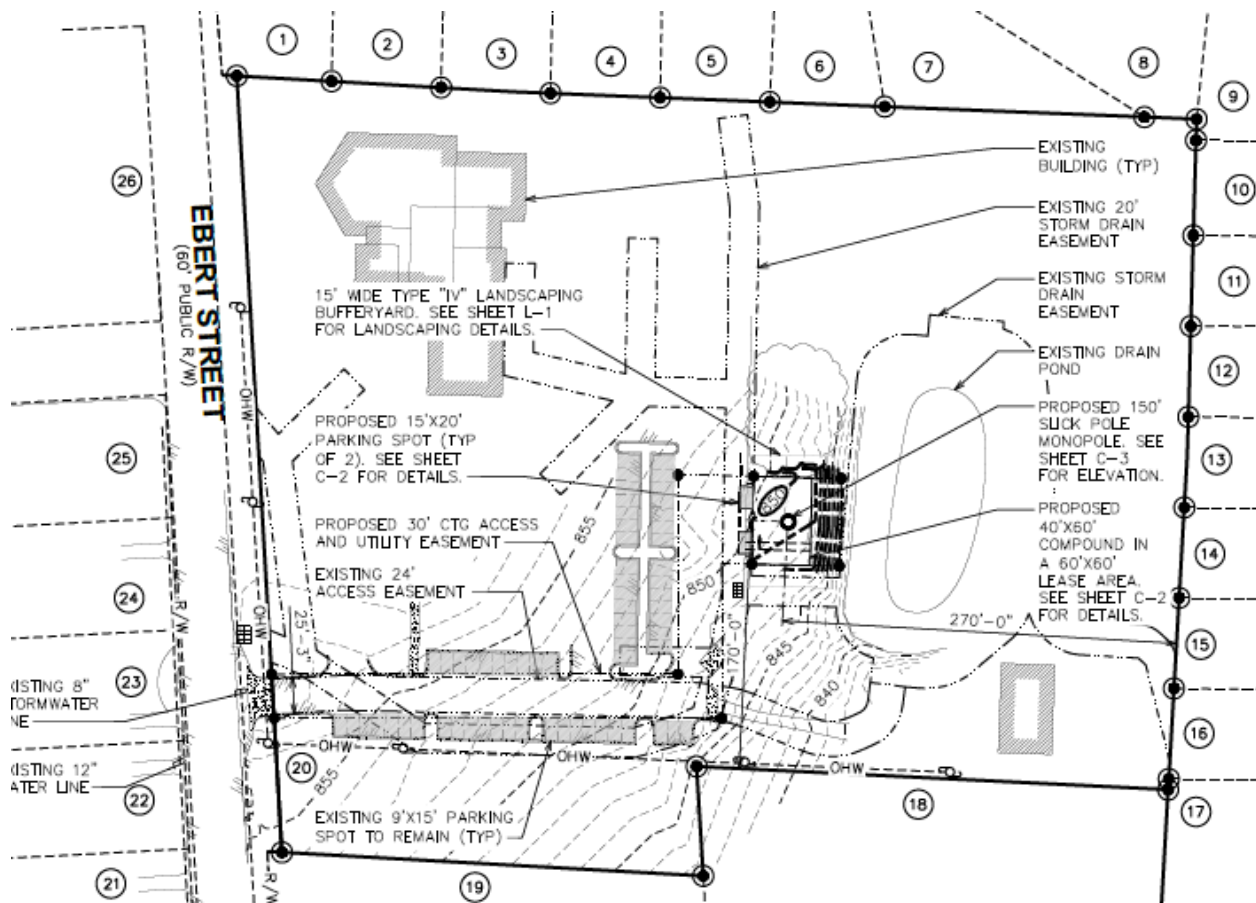 1
2
3
4
5
6
7
8
9
10
11
12
13
14
15
16
17
18
19
20
21
22
23
24
25
26
EBERT STREET
(60' PUBLIC R/W)
EXISTING
BUILDING (TYP)
EXISTING 20'
STORM DRAIN
EASEMENT
EXISTING STORM
DRAIN
EASEMENT
EXISTING DRAIN
POND
PROPOSED 150'
SLICK POLE
MONOPOLE. SEE
SHEET C-3
FOR ELEVATION.
PROPOSED
40'X60'
COMPOUND IN
A 60'X60'
LEASE AREA.
SEE SHEET C-2
FOR DETAILS.
15' WIDE TYPE "IV" LANDSCAPING
BUFFERYARD. SEE SHEET L-1
FOR LANDSCAPING DETAILS.
PROPOSED 15'X20'
PARKING SPOT (TYP
OF 2). SEE SHEET
C-2 FOR DETAILS.
PROPOSED 30' CTG ACCESS
AND UTILITY EASEMENT
EXISTING 24'
ACCESS EASEMENT
EXISTING 9'X15' PARKING
SPOT TO REMAIN (TYP)
XISTING 8"
TORMWATER
NE
XISTING 12"
ATER LINE
OHW
OHW
OHW
OHW
OHW
R/W
R/W
25'-3"
170'-0"
270'-0"
855
855
850
850
845
840